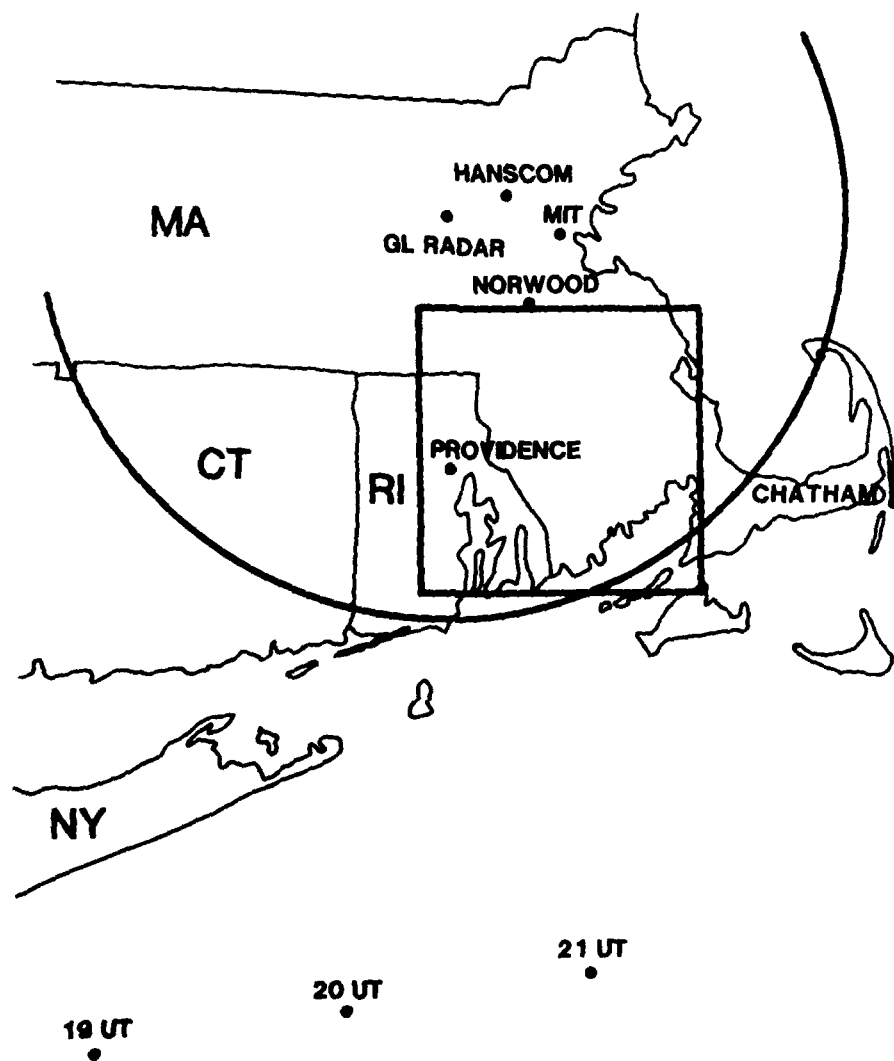 HANSCOM
MA
MIT
GL RADAR
NORWOOD
CT
PROVIDENCE
RI
CHATHAM
NY
21 UT
20 UT
19 UT